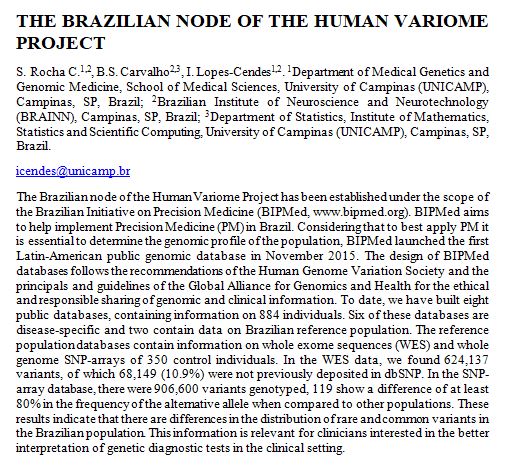 THE BRAZILIAN NODE OF THE HUMAN VARIOME
PROJECT
S. Rocha C.1,2, B.S. Carvalho2,3, I. Lopes-Cendes1,2. 1Department of Medical Genetics and
Genomic Medicine, School of Medical Sciences, University of Campinas (UNICAMP),
Campinas, SP, Brazil; 2Brazilian Institute of Neuroscience and Neurotechnology
(BRAINN), Campinas, SP, Brazil; 3Department of Statistics, Institute of Mathematics,
Statistics and Scientific Computing, University of Campinas (UNICAMP), Campinas, SP,
Brazil.
icendes@unicamp.br
The Brazilian node of the Human Variome Project has been established under the scope of
the Brazilian Initiative on Precision Medicine (BIPMed, www.bipmed.org). BIPMed aims
to help implement Precision Medicine (PM) in Brazil. Considering that to best apply PM it
is essential to determine the genomic profile of the population, BIPMed launched the first
Latin-American public genomic database in November 2015. The design of BIPMed
databases follows the recommendations of the Human Genome Variation Society and the
principals and guidelines of the Global Alliance for Genomics and Health for the ethical
and responsible sharing of genomic and clinical information. To date, we have built eight
public databases, containing information on 884 individuals. Six of these databases are
disease-specific and two contain data on Brazilian reference population. The reference
population databases contain information on whole exome sequences (WES) and whole
genome SNP-arrays of 350 control individuals. In the WES data, we found 624,137
variants, of which 68,149 (10.9%) were not previously deposited in dbSNP. In the SNP-
array database, there were 906,600 variants genotyped, 119 show a difference of at least
80% in the frequency of the alternative allele when compared to other populations. These
results indicate that there are differences in the distribution of rare and common variants in
the Brazilian population. This information is relevant for clinicians interested in the better
interpretation of genetic diagnostic tests in the clinical setting.